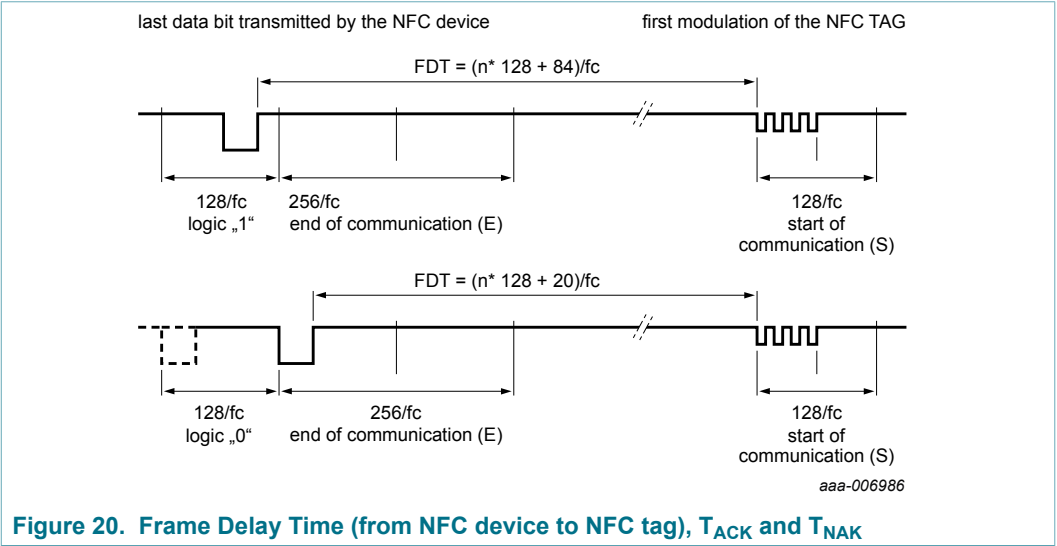 last data bit transmitted by the NFC device first modulation of the NFC TAG
FDT = (n* 128 + 84)/fc
128/fc 256/fc 128/fc
logic „1“ end of communication (E) start of
communication (S)
FDT = (n* 128 + 20)/fc
128/fc 256/fc 128/fc
logic „0“ end of communication (E) start of
communication (S)
aaa-006986
Figure 20. Frame Delay Time (from NFC device to NFC tag), TACK and TNAK